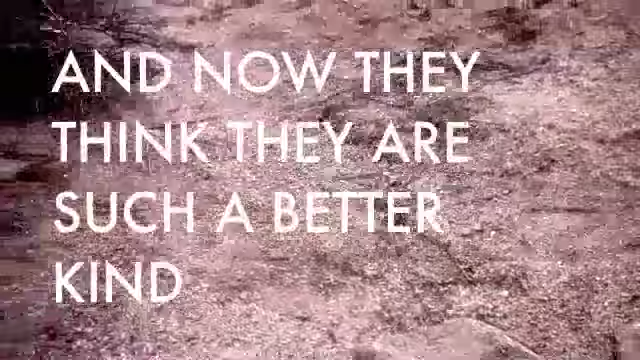 AND NOW THEY
THINK THEY ARE
SUCH A BETTER
KIND